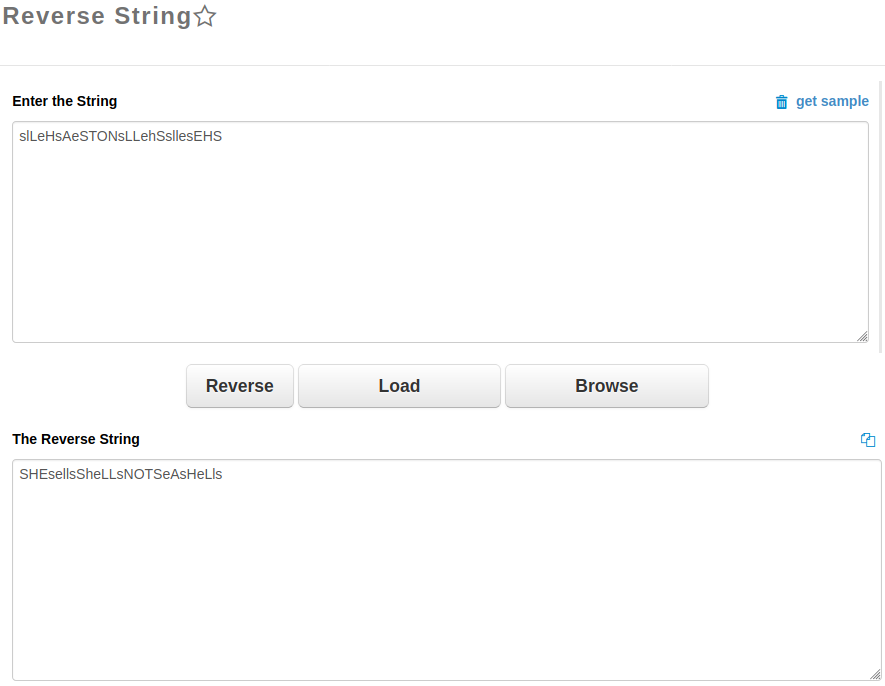 Reverse String
Enter the String
get sample
slLeHsAeSTONsLLehSsllesEHS
Reverse
Load
Browse
The Reverse String
SHEsellsSheLLsNOTSeAsHeLls